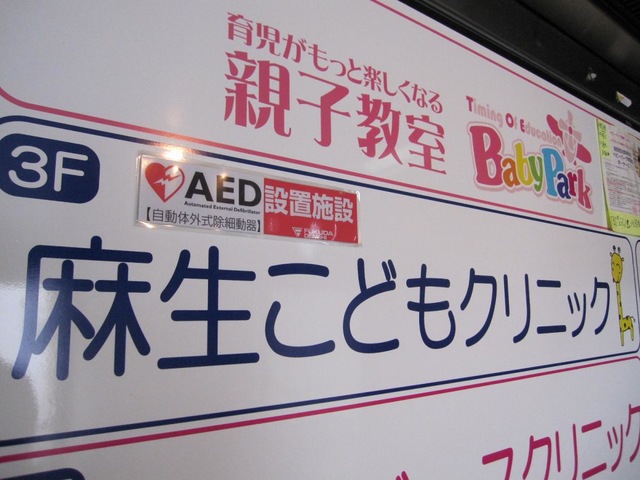 育児がもっと楽しくなる
親子教室
Timing Of Education
BabyPark
3F
AED
Automated External Defibrillator
【自動体外式除細動器】
設置施設
FUKUDA
麻生こどもクリニック
スクリニック